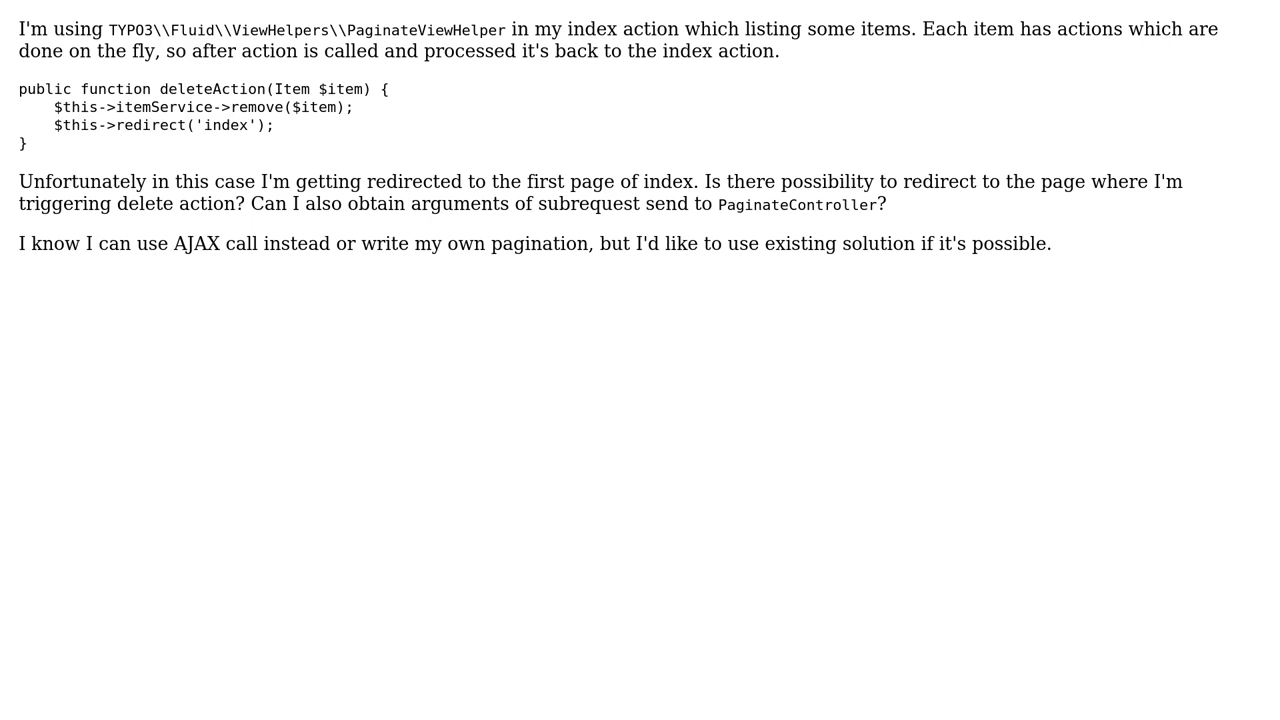 I'm using TYPO3\\Fluid\\ViewHelpers\\PaginateViewHelper in my index action which listing some items. Each item has actions which are
done on the fly, so after action is called and processed it's back to the index action.
public function deleteAction(Item $item) {
    $this->itemService->remove($item);
    $this->redirect('index');
}
Unfortunately in this case I'm getting redirected to the first page of index. Is there possibility to redirect to the page where I'm
triggering delete action? Can I also obtain arguments of subrequest send to PaginateController?
I know I can use AJAX call instead or write my own pagination, but I'd like to use existing solution if it's possible.